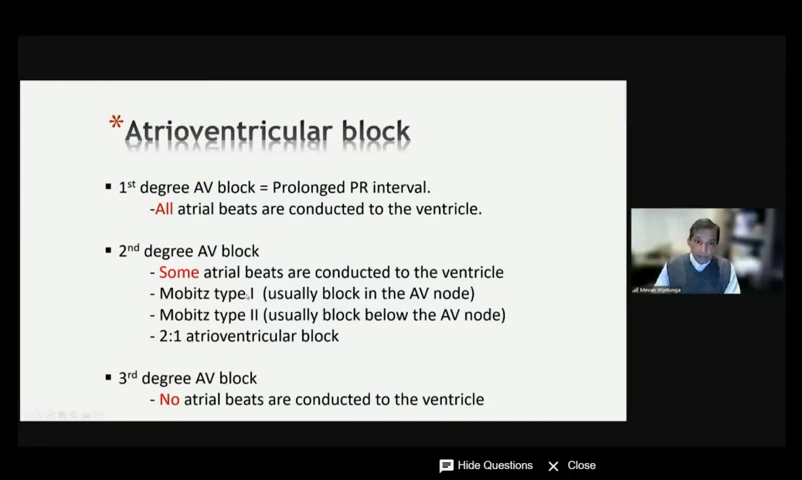 *Atrioventricular block
▪ 1st degree AV block = Prolonged PR interval.
-All atrial beats are conducted to the ventricle.
▪ 2nd degree AV block
- Some atrial beats are conducted to the ventricle
- Mobitz type I (usually block in the AV node)
- Mobitz type II (usually block below the AV node)
- 2:1 atrioventricular block
▪ 3rd degree AV block
- No atrial beats are conducted to the ventricle
Mevan Wijetunga
Hide Questions
Close